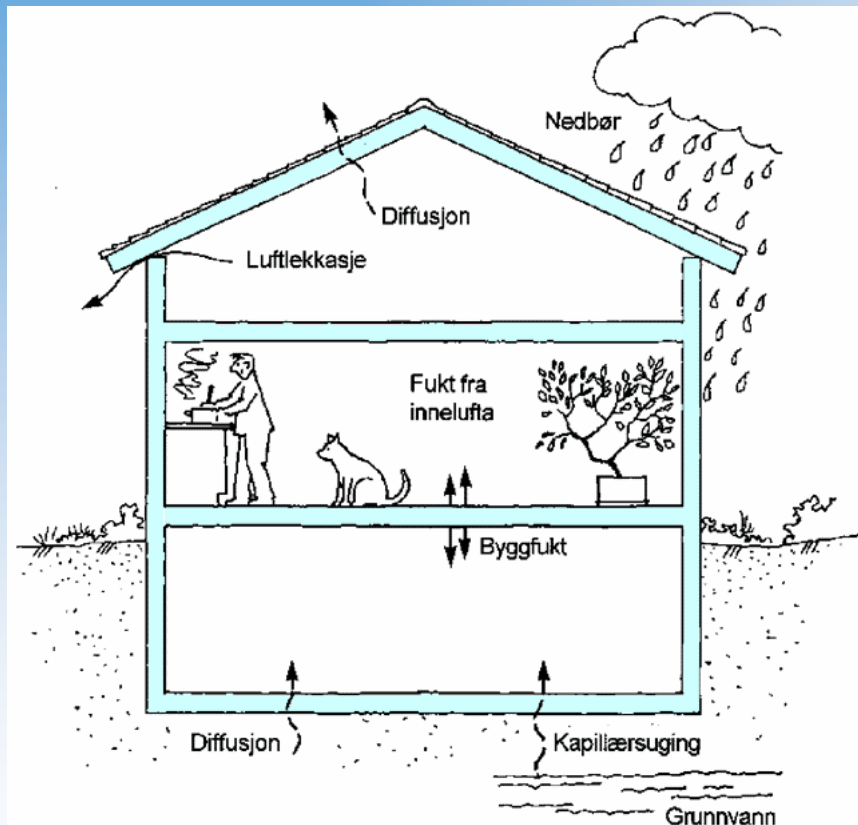 Nedbør
Diffusjon
Luftlekkasje
Fukt fra
innelufta
Byggfukt
Diffusjon
Kapillærsuging
Grunnvann